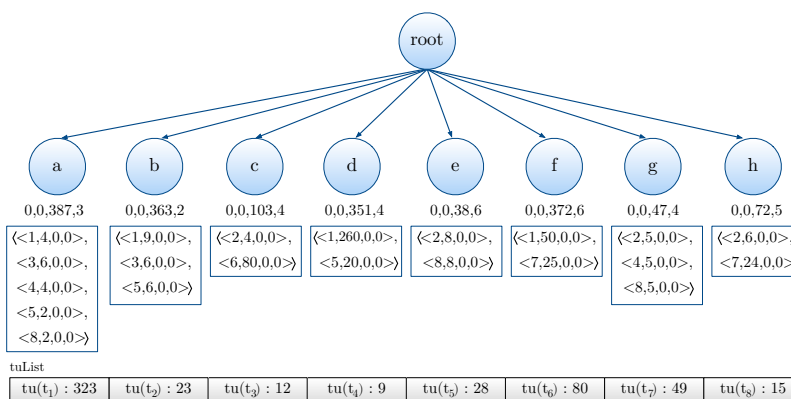 root
a b c d e f g h
0,0,387,3 0,0,363,2 0,0,103,4 0,0,351,4 0,0,38,6 0,0,372,6 0,0,47,4 0,0,72,5
⟨<1,4,0,0>, ⟨<1,9,0,0>, ⟨<2,4,0,0>, ⟨<1,260,0,0>, ⟨<2,8,0,0>, ⟨<1,50,0,0>, ⟨<2,5,0,0>, ⟨<2,6,0,0>,
<3,6,0,0>, <3,6,0,0>, <6,80,0,0>⟩ <5,20,0,0>⟩ <8,8,0,0>⟩ <7,25,0,0>⟩ <4,5,0,0>, <7,24,0,0>⟩
<4,4,0,0>, <5,6,0,0>⟩ <8,5,0,0>⟩
<5,2,0,0>,
<8,2,0,0>⟩
tuList
tu(t₁) : 323 tu(t₂) : 23 tu(t₃) : 12 tu(t₄) : 9 tu(t₅) : 28 tu(t₆) : 80 tu(t₇) : 49 tu(t₈) : 15